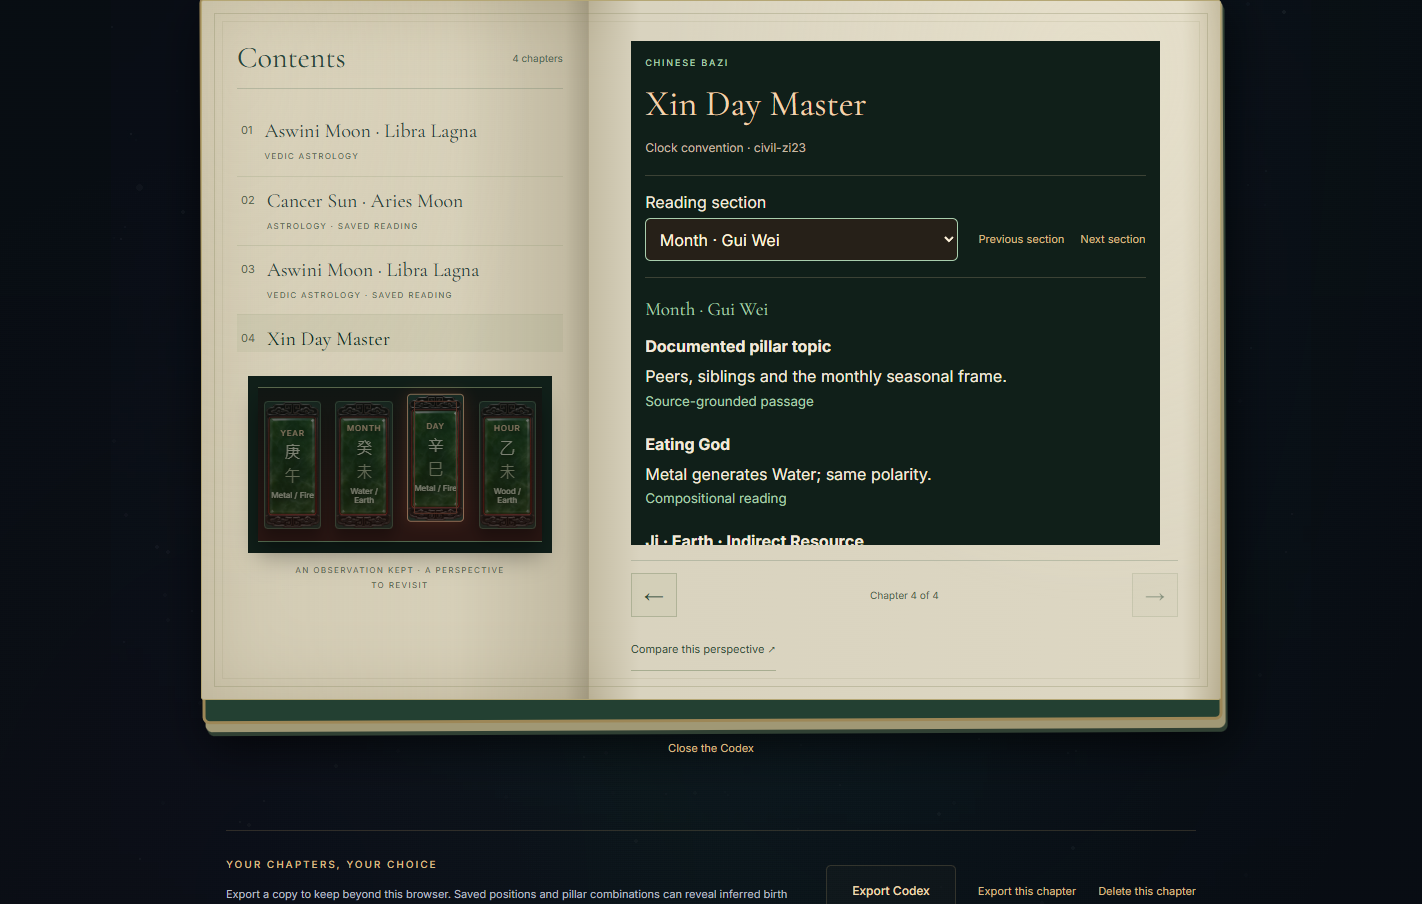 Contents
4 chapters
01 Aswini Moon · Libra Lagna
VEDIC ASTROLOGY
02 Cancer Sun · Aries Moon
ASTROLOGY · SAVED READING
03 Aswini Moon · Libra Lagna
VEDIC ASTROLOGY · SAVED READING
04 Xin Day Master
YEAR
庚
午
Metal / Fire
MONTH
癸
未
Water /
Earth
DAY
辛
巳
Metal / Fire
HOUR
乙
未
Wood /
Earth
AN OBSERVATION KEPT · A PERSPECTIVE
TO REVISIT
CHINESE BAZI
Xin Day Master
Clock convention · civil-zi23
Reading section
Month · Gui Wei
Previous section
Next section
Month · Gui Wei
Documented pillar topic
Peers, siblings and the monthly seasonal frame.
Source-grounded passage
Eating God
Metal generates Water; same polarity.
Compositional reading
Ji · Earth · Indirect Resource
←
Chapter 4 of 4
→
Compare this perspective ↗
Close the Codex
YOUR CHAPTERS, YOUR CHOICE
Export a copy to keep beyond this browser. Saved positions and pillar combinations can reveal inferred birth
Export Codex
Export this chapter
Delete this chapter